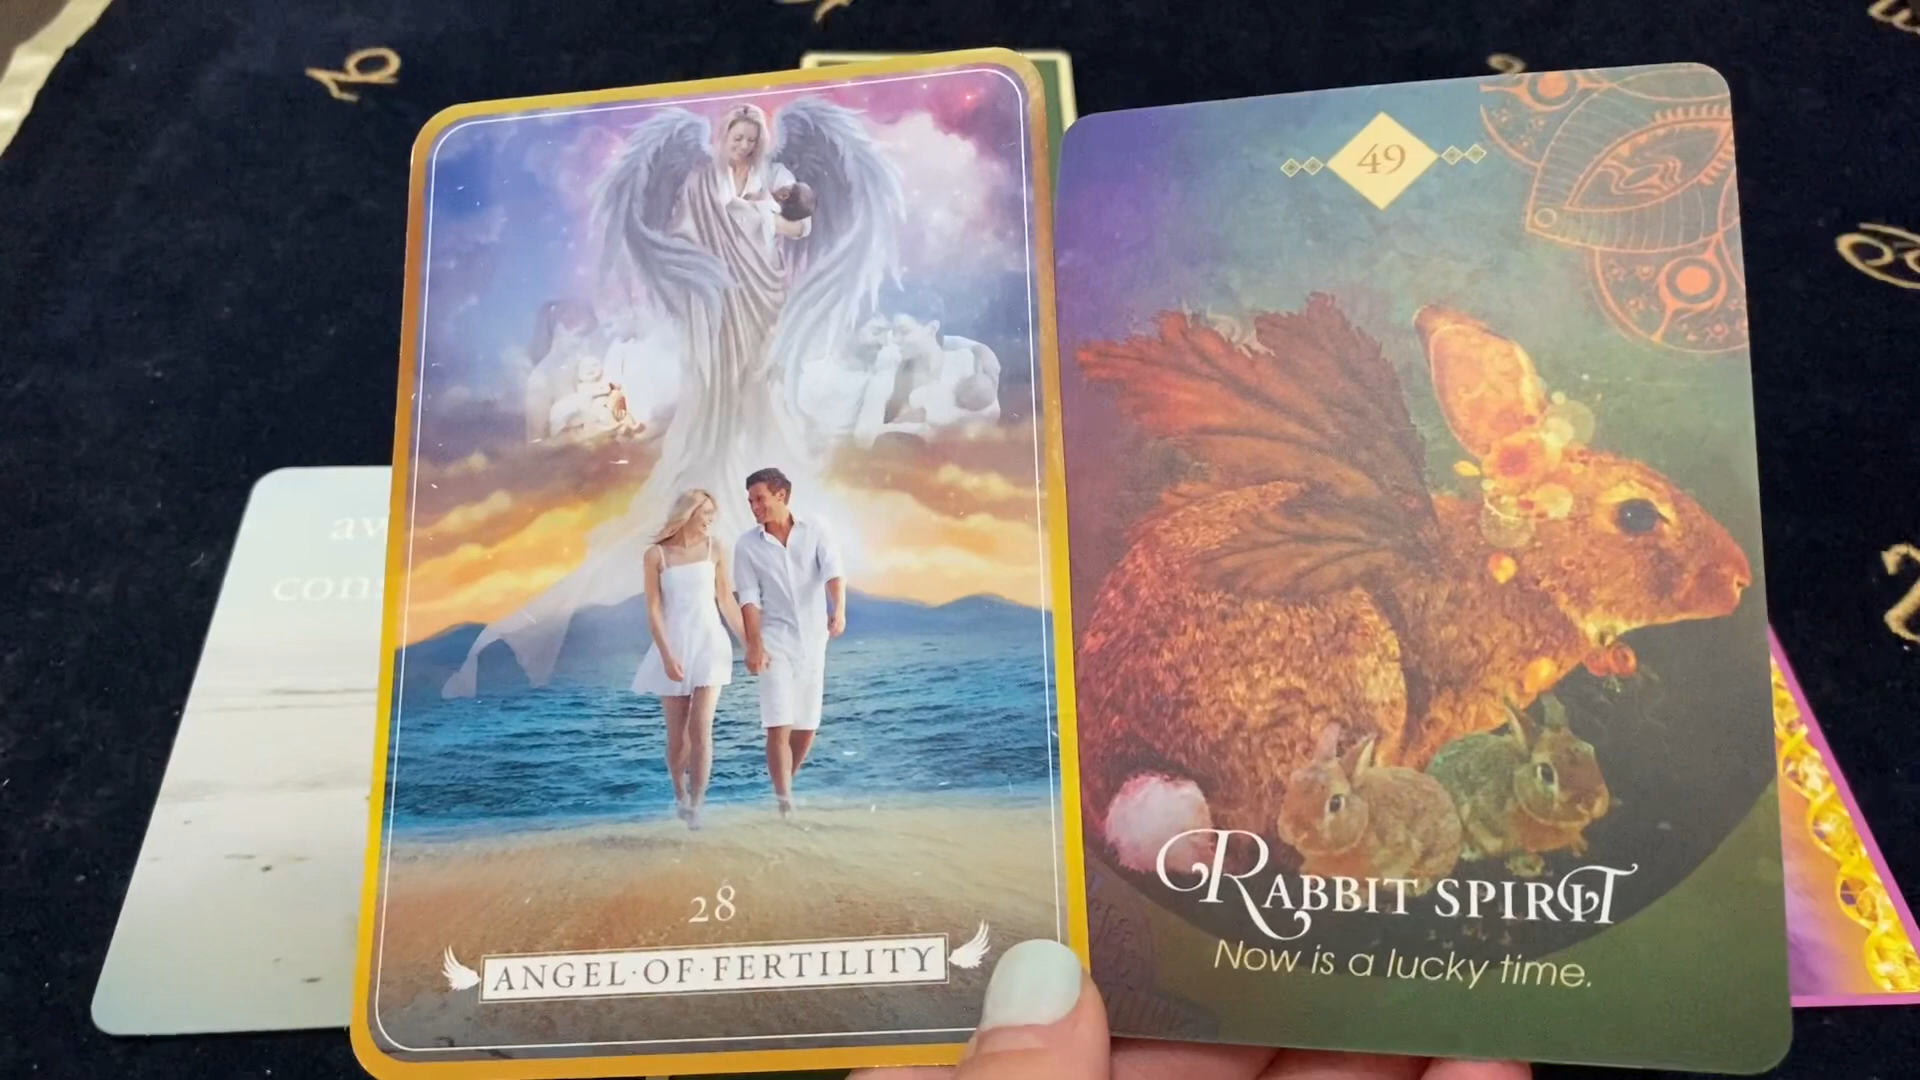 28
ANGEL·OF·FERTILITY
49
RABBIT SPIRIT
Now is a lucky time.